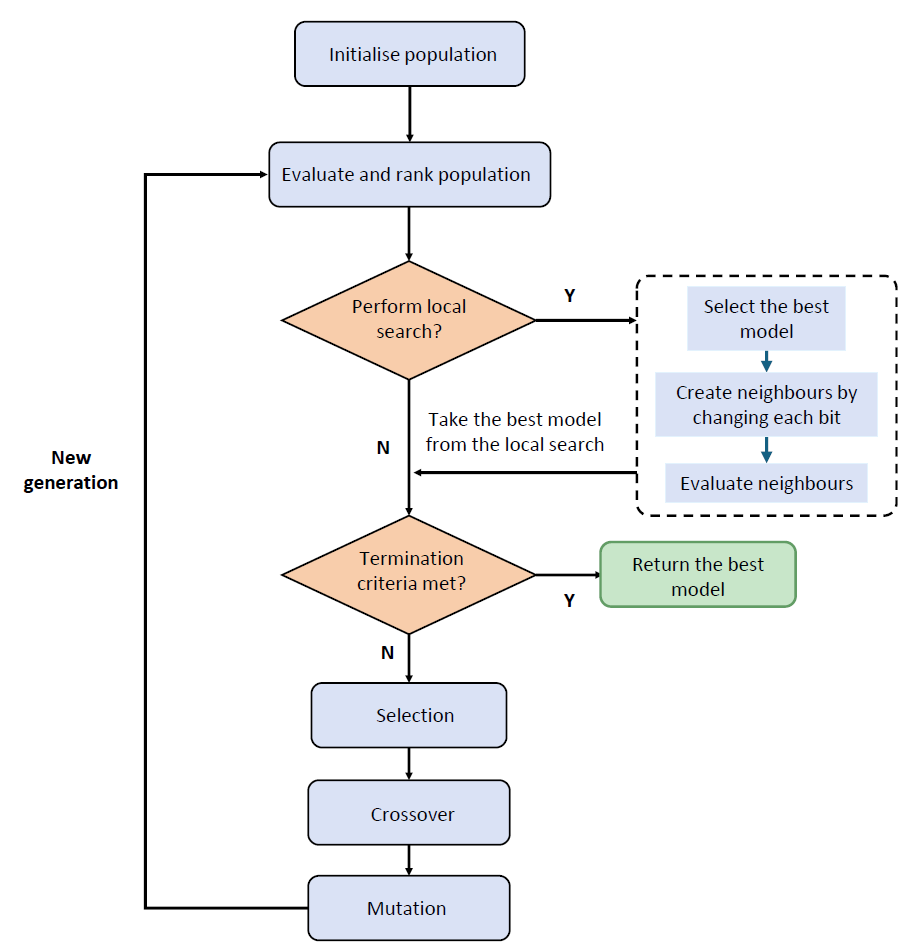 Initialise population
Evaluate and rank population
Perform local
search?
Y
Select the best
model
Create neighbours by
changing each bit
Evaluate neighbours
Take the best model
from the local search
N
New
generation
Termination
criteria met?
Y
Return the best
model
N
Selection
Crossover
Mutation